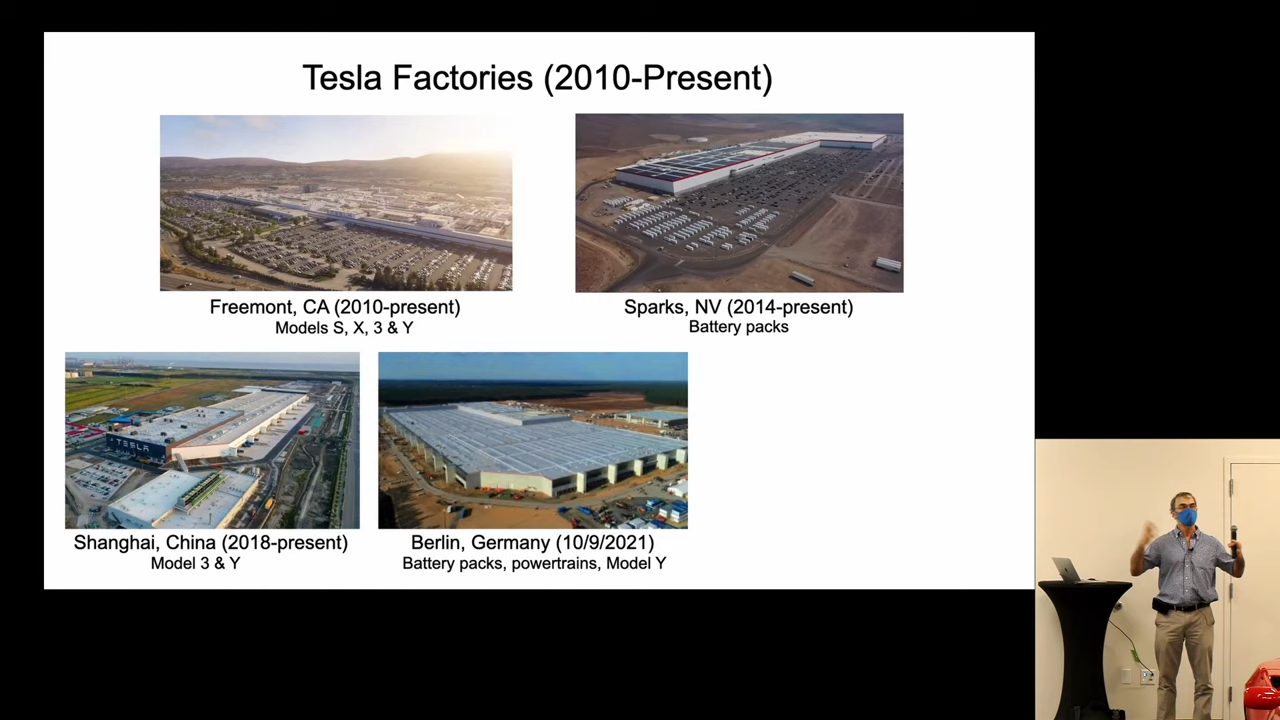 Tesla Factories (2010-Present)
Freemont, CA (2010-present)
Models S, X, 3 & Y
Sparks, NV (2014-present)
Battery packs
TESLA
Shanghai, China (2018-present)
Model 3 & Y
Berlin, Germany (10/9/2021)
Battery packs, powertrains, Model Y